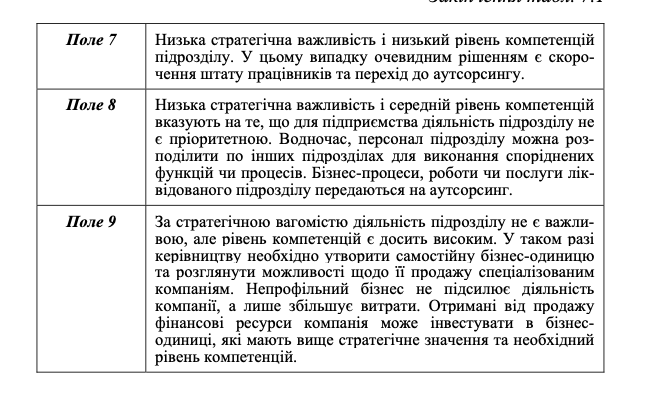 Поле 7
Низька стратегічна важливість і низький рівень компетенцій
підрозділу. У цьому випадку очевидним рішенням є скоро-
чення штату працівників та перехід до аутсорсингу.
Поле 8
Низька стратегічна важливість і середній рівень компетенцій
вказують на те, що для підприємства діяльність підрозділу не
є пріоритетною. Водночас, персонал підрозділу можна роз-
поділити по інших підрозділах для виконання споріднених
функцій чи процесів. Бізнес-процеси, роботи чи послуги лік-
відованого підрозділу передаються на аутсорсинг.
Поле 9
За стратегічною вагомістю діяльність підрозділу не є важли-
вою, але рівень компетенцій є досить високим. У таком разі
керівництву необхідно утворити самостійну бізнес-одиницю
та розглянути можливості щодо її продажу спеціалізованим
компаніям. Непрофільний бізнес не підсилює діяльність
компанії, а лише збільшує витрати. Отримані від продажу
фінансові ресурси компанія може інвестувати в бізнес-
одиниці, які мають вище стратегічне значення та необхідний
рівень компетенцій.